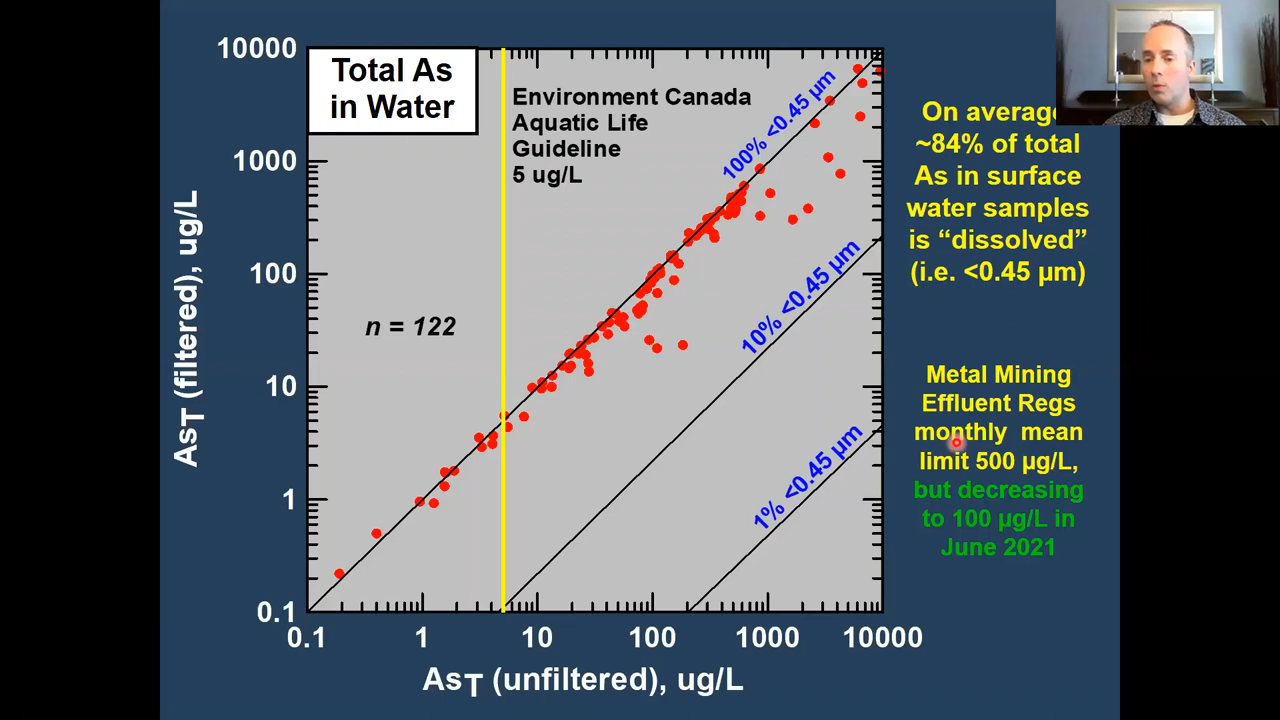 Total As
in Water
Environment Canada
Aquatic Life
Guideline
5 ug/L
n = 122
100% <0.45 µm
10% <0.45 µm
1% <0.45 µm
10000
1000
100
10
1
0.1
AsT (filtered), ug/L
0.1
1
10
100
1000
10000
AsT (unfiltered), ug/L
On average
~84% of total
As in surface
water samples
is “dissolved”
(i.e. <0.45 µm)
Metal Mining
Effluent Regs
monthly mean
limit 500 µg/L,
but decreasing
to 100 µg/L in
June 2021